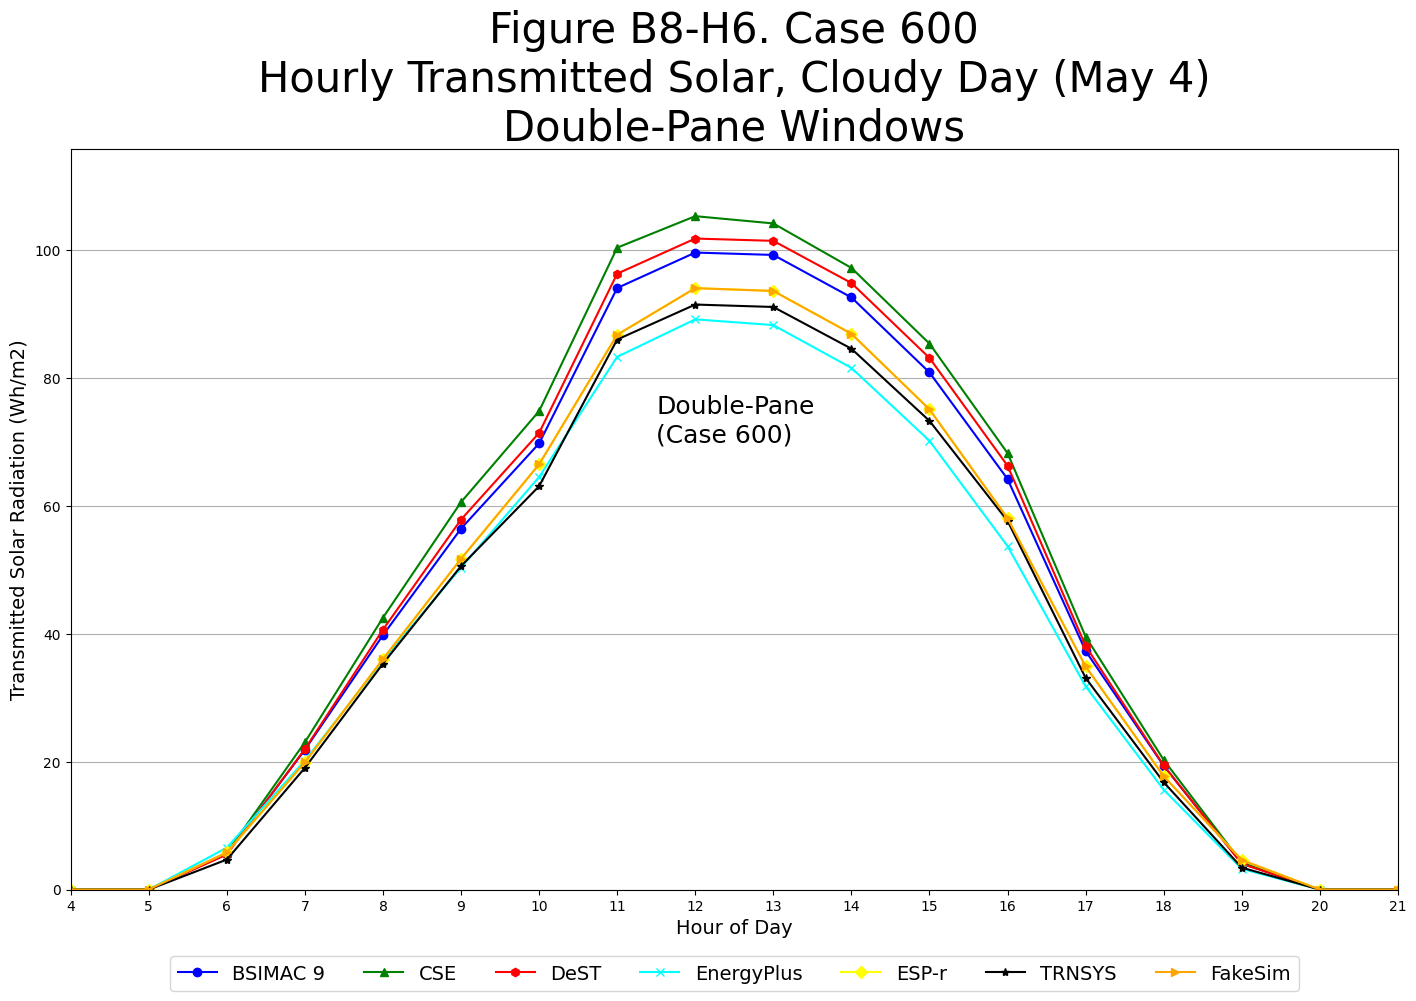 Figure B8-H6. Case 600
Hourly Transmitted Solar, Cloudy Day (May 4)
Double-Pane Windows
Transmitted Solar Radiation (Wh/m2)
100
80
60
40
20
0
Double-Pane
(Case 600)
4 5 6 7 8 9 10 11 12 13 14 15 16 17 18 19 20 21
Hour of Day
BSIMAC 9 CSE DeST EnergyPlus ESP-r TRNSYS FakeSim